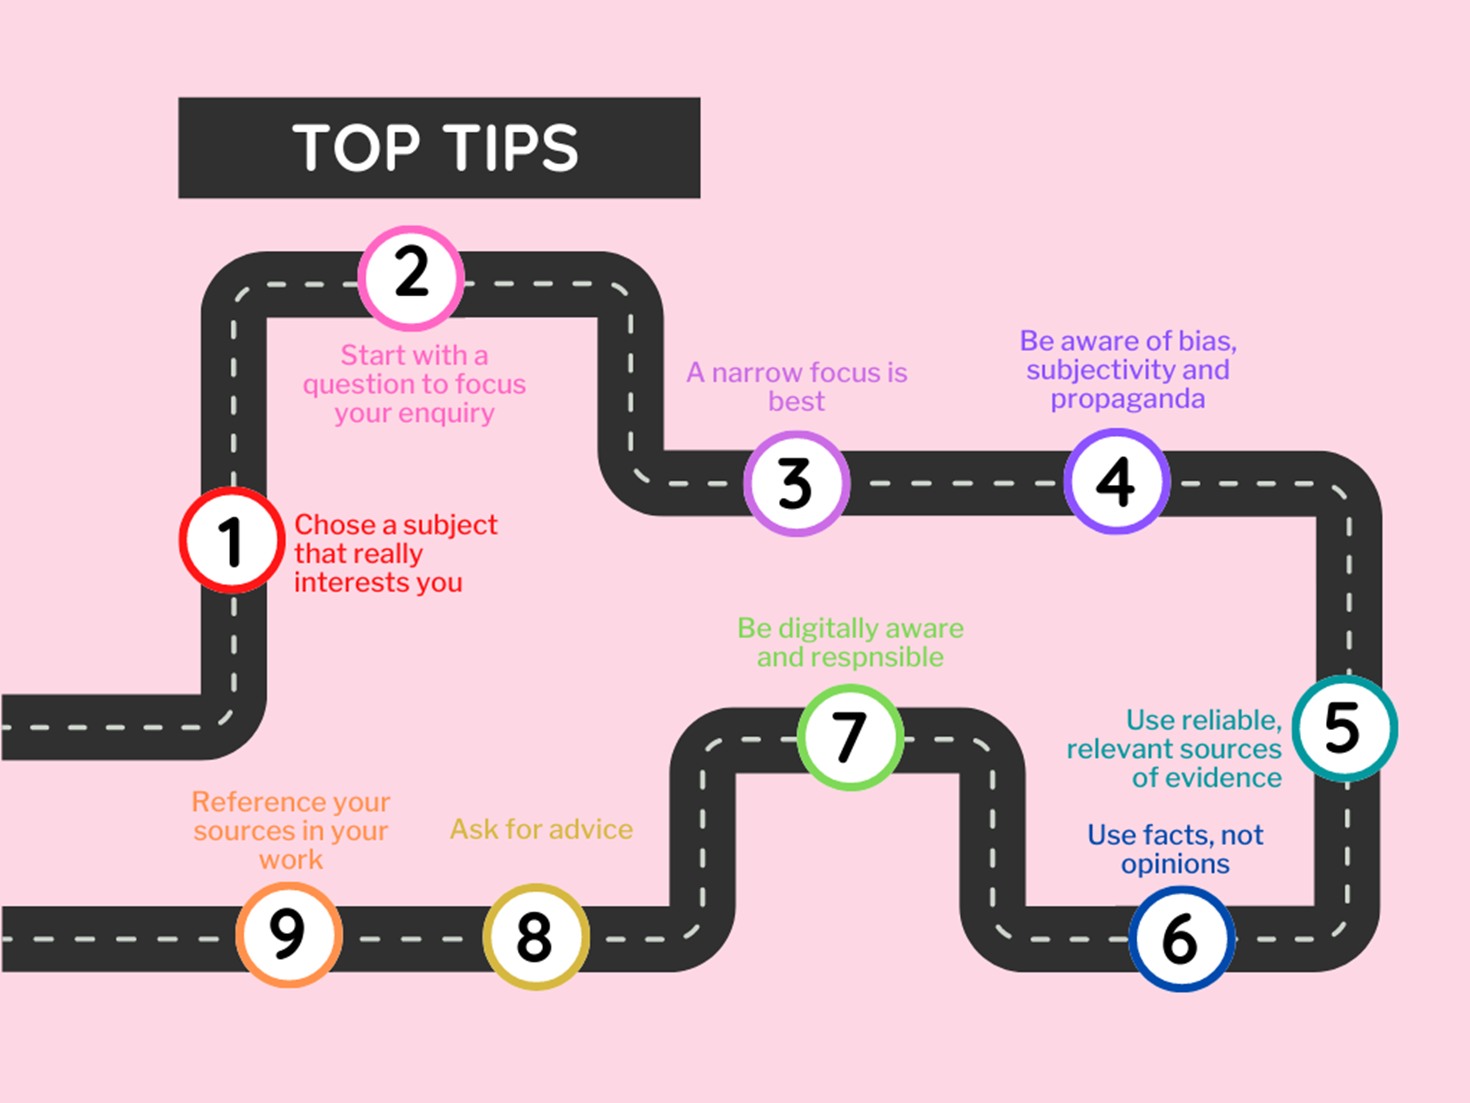 TOP TIPS
2
Start with a
question to focus
your enquiry
A narrow focus is
best
3
Be aware of bias,
subjectivity and
propaganda
4
1
Chose a subject
that really
interests you
Be digitally aware
and respnsible
7
Use reliable,
relevant sources
of evidence
5
Use facts, not
opinions
6
Ask for advice
8
Reference your
sources in your
work
9